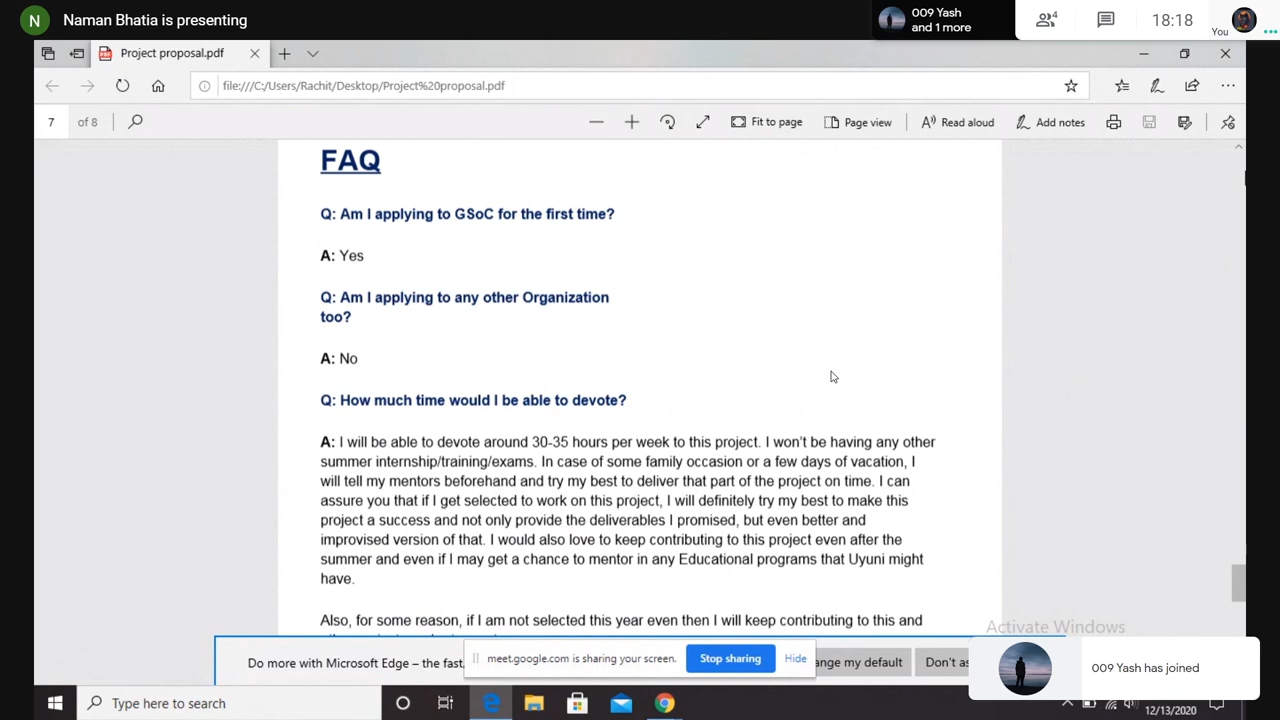 N Naman Bhatia is presenting
009 Yash
and 1 more
4
18:18
You
Project proposal.pdf
file:///C:/Users/Rachit/Desktop/Project%20proposal.pdf
7 of 8
Fit to page
Page view
Read aloud
Add notes
FAQ
Q: Am I applying to GSoC for the first time?
A: Yes
Q: Am I applying to any other Organization
too?
A: No
Q: How much time would I be able to devote?
A: I will be able to devote around 30-35 hours per week to this project. I won't be having any other
summer internship/training/exams. In case of some family occasion or a few days of vacation, I
will tell my mentors beforehand and try my best to deliver that part of the project on time. I can
assure you that if I get selected to work on this project, I will definitely try my best to make this
project a success and not only provide the deliverables I promised, but even better and
improvised version of that. I would also love to keep contributing to this project even after the
summer and even if I may get a chance to mentor in any Educational programs that Uyuni might
have.
Also, for some reason, if I am not selected this year even then I will keep contributing to this and
Activate Windows
Do more with Microsoft Edge – the fast,
meet.google.com is sharing your screen.
Stop sharing
Hide
ange my default
Don't as
009 Yash has joined
Type here to search
12/13/2020